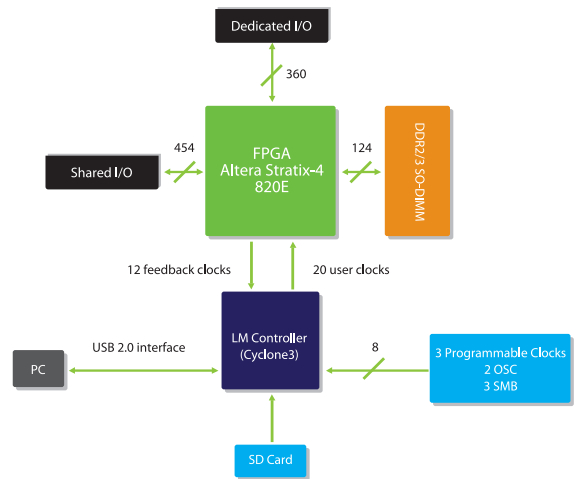 Dedicated I/O
360
454
FPGA
Altera Stratix-4
820E
124
DDR2/3 SO-DIMM
Shared I/O
12 feedback clocks
20 user clocks
LM Controller
(Cyclone3)
USB 2.0 interface
8
PC
3 Programmable Clocks
2 OSC
3 SMB
SD Card